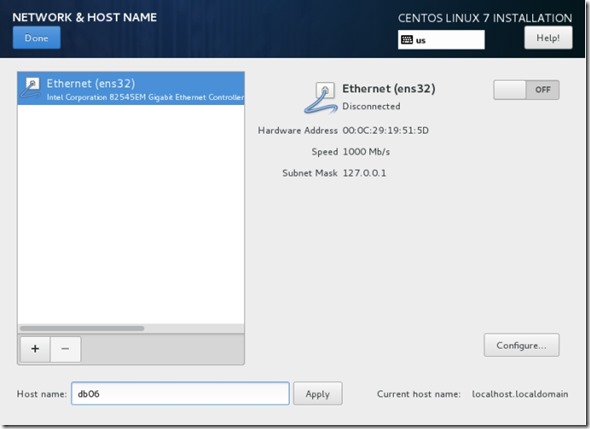 NETWORK & HOST NAME
CENTOS LINUX 7 INSTALLATION
Done
us
Help!
Ethernet (ens32)
Intel Corporation 82545EM Gigabit Ethernet Controller
Ethernet (ens32)
Disconnected
OFF
Hardware Address 00:0C:29:19:51:5D
Speed 1000 Mb/s
Subnet Mask 127.0.0.1
+ −
Configure...
Host name: db06 Apply Current host name: localhost.localdomain